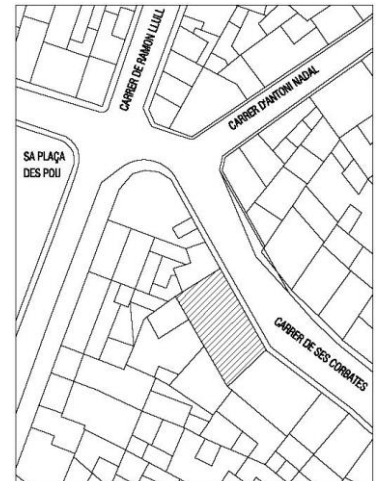 CARRER DE RAMON LLULL
CARRER D'ANTONI NADAL
SA PLAÇA
DES POU
CARRER DE SES CORBATES